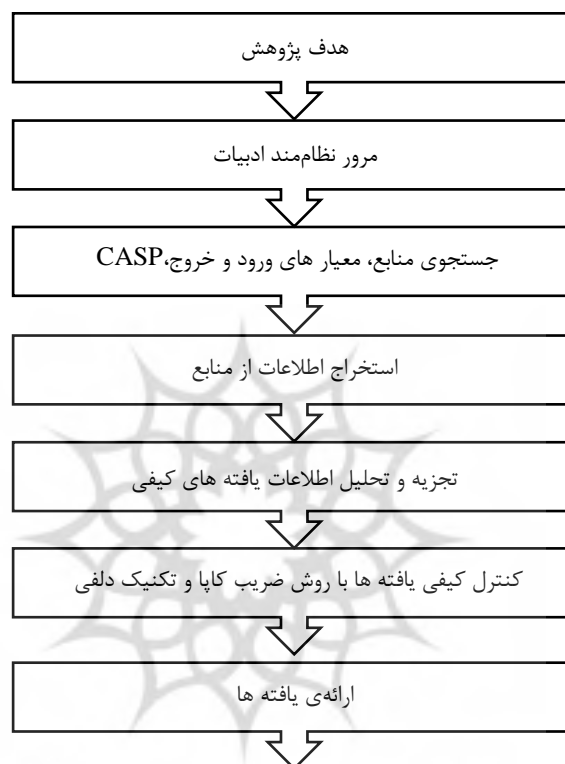 هدف پژوهش
مرور نظام‌مند ادبیات
جستجوی منابع، معیار های ورود و خروج،CASP
استخراج اطلاعات از منابع
تجزیه و تحلیل اطلاعات یافته های کیفی
کنترل کیفی یافته ها با روش ضریب کاپا و تکنیک دلفی
ارائه‌ی یافته ها